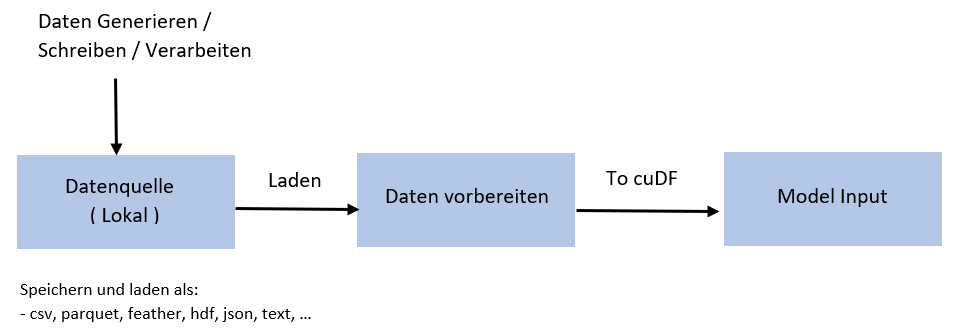 Daten Generieren /
Schreiben / Verarbeiten
Datenquelle
( Lokal )
Laden
Daten vorbereiten
To cuDF
Model Input
Speichern und laden als:
- csv, parquet, feather, hdf, json, text, ...